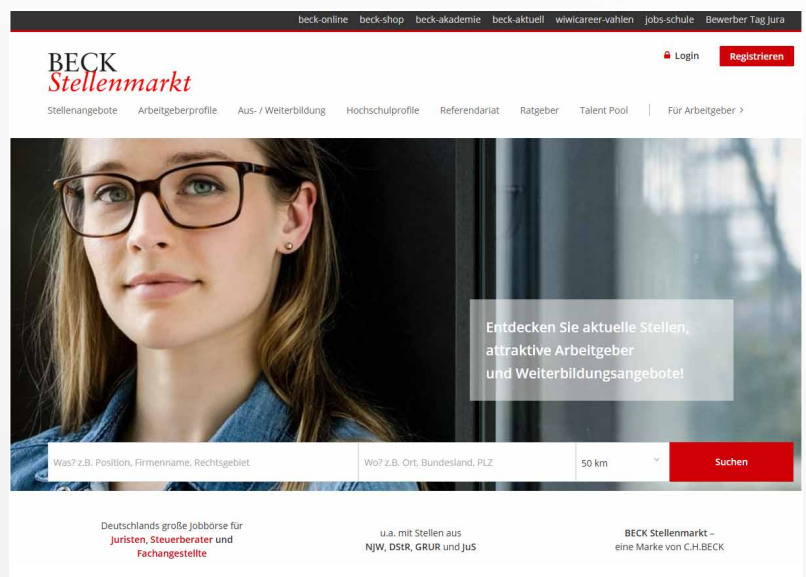 beck-online beck-shop beck-akademie beck-aktuell wiwicareer-vahlen jobs-schule Bewerber Tag Jura
BECK
Stellenmarkt
Login
Registrieren
Stellenangebote Arbeitgeberprofile Aus- / Weiterbildung Hochschulprofile Referendariat Ratgeber Talent Pool Für Arbeitgeber >
Entdecken Sie aktuelle Stellen,
attraktive Arbeitgeber
und Weiterbildungsangebote!
Was? z.B. Position, Firmenname, Rechtsgebiet
Wo? z.B. Ort, Bundesland, PLZ
50 km
Suchen
Deutschlands große Jobbörse für
Juristen, Steuerberater und
Fachangestellte
u.a. mit Stellen aus
NJW, DStR, GRUR und JuS
BECK Stellenmarkt –
eine Marke von C.H.BECK